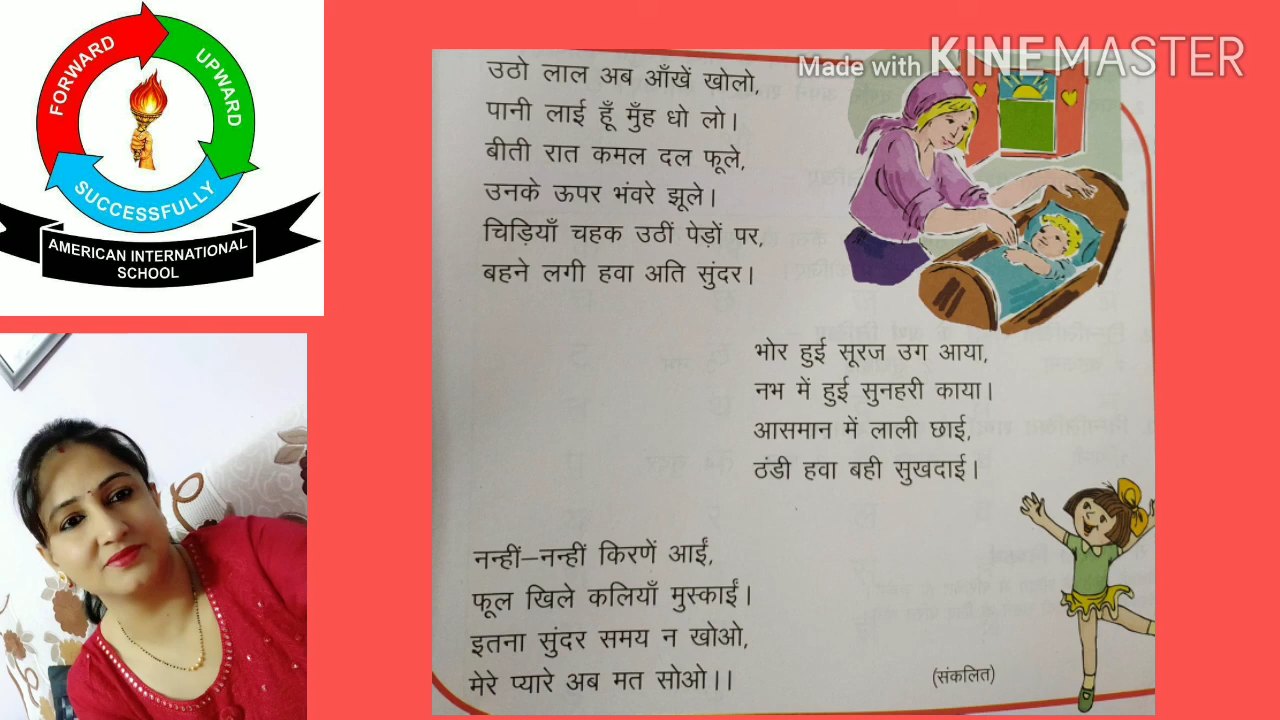 FORWARD
UPWARD
SUCCESSFULLY
AMERICAN INTERNATIONAL
SCHOOL
Made with KINEMASTER
उठो लाल अब आँखें खोलो,
पानी लाई हूँ मुँह धो लो।
बीती रात कमल दल फूले,
उनके ऊपर भंवरे झूले।
चिड़ियाँ चहक उठीं पेड़ों पर,
बहने लगी हवा अति सुंदर।
भोर हुई सूरज उग आया,
नभ में हुई सुनहरी काया।
आसमान में लाली छाई,
ठंडी हवा बही सुखदाई।
नन्हीं–नन्हीं किरणें आईं,
फूल खिले कलियाँ मुस्काईं।
इतना सुंदर समय न खोओ,
मेरे प्यारे अब मत सोओ।।
(संकलित)